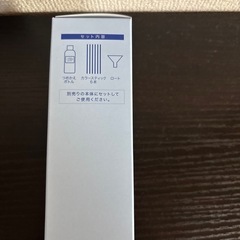 セット内容
つめかえ
ボトル
カラースティック
6本
ロート
別売りの本体にセットして
ご使用ください。